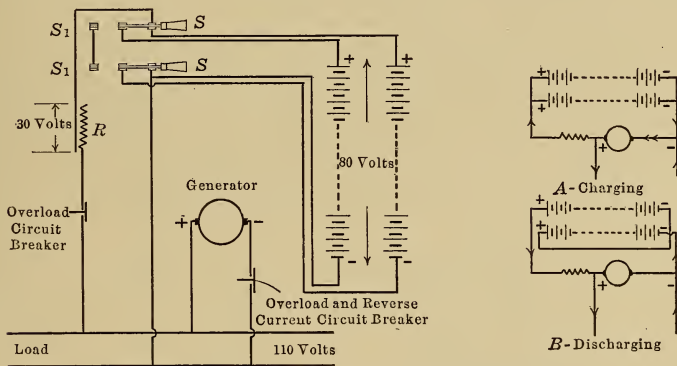 S₁ S
S₁ S
30 Volts R
Overload
Circuit
Breaker
Generator
+ -
+ +
80 Volts
- -
Overload and Reverse
Current Circuit Breaker
Load 110 Volts
+ -
+ -
+ -
A-Charging
+ -
+ -
+ -
B-Discharging